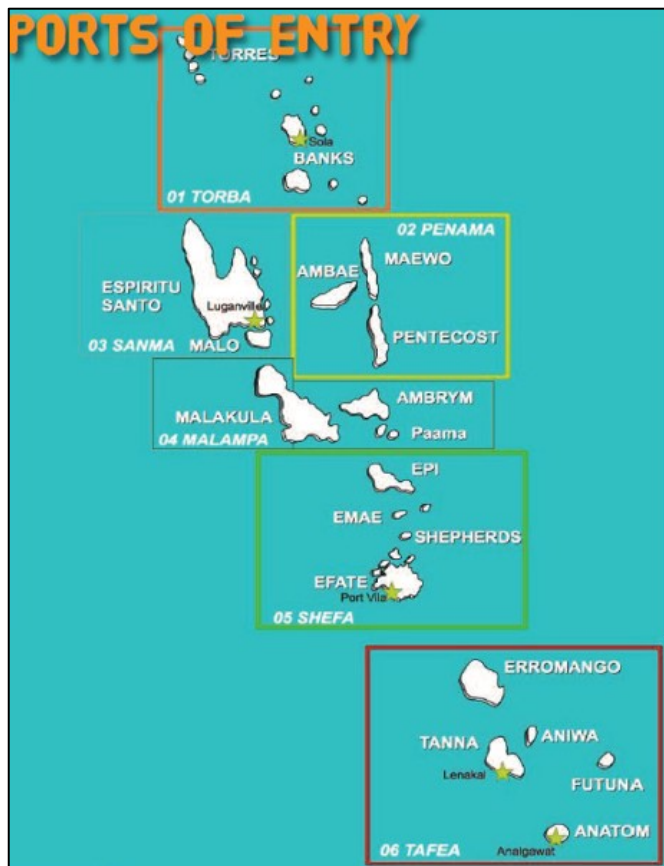 PORTS OF ENTRY
TORRES
Sola
BANKS
01 TORBA
02 PENAMA
MAEWO
AMBAE
PENTECOST
ESPIRITU
SANTO
Luganville
03 SANMA
MALO
AMBRYM
MALAKULA
Paama
04 MALAMPA
EPI
EMAE
SHEPHERDS
EFATE
Port Vila
05 SHEFA
ERROMANGO
TANNA
ANIWA
Lenakal
FUTUNA
ANATOM
Analgawat
06 TAFEA